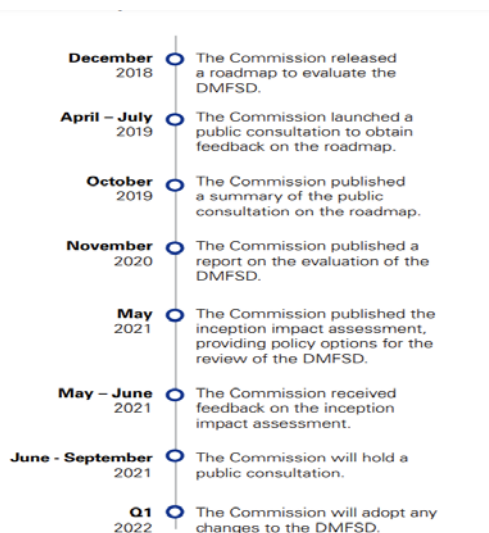 December
2018
The Commission released
a roadmap to evaluate the
DMFSD.
April – July
2019
The Commission launched a
public consultation to obtain
feedback on the roadmap.
October
2019
The Commission published
a summary of the public
consultation on the roadmap.
November
2020
The Commission published a
report on the evaluation of the
DMFSD.
May
2021
The Commission published the
inception impact assessment,
providing policy options for the
review of the DMFSD.
May – June
2021
The Commission received
feedback on the inception
impact assessment.
June - September
2021
The Commission will hold a
public consultation.
Q1
2022
The Commission will adopt any
changes to the DMFSD.